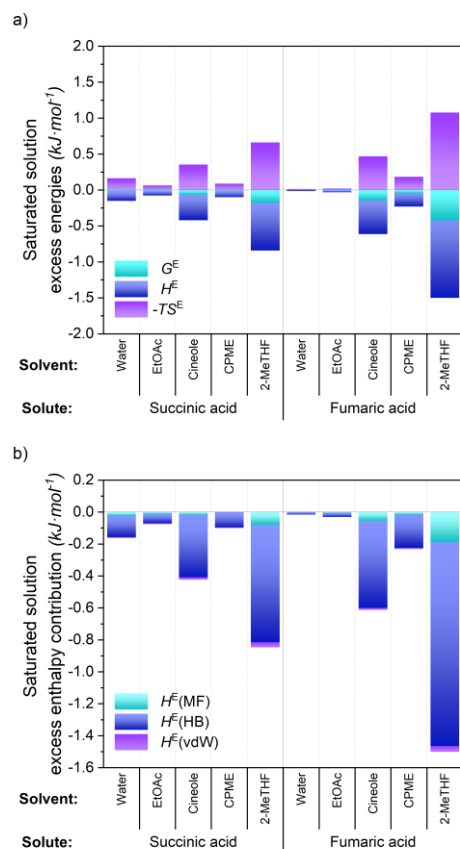 a)
Saturated solution
excess energies (kJ·mol⁻¹)
2.0
1.5
1.0
0.5
0.0
-0.5
-1.0
-1.5
-2.0
Gᴱ
Hᴱ
-TSᴱ
Solvent:
Water
EtOAc
Cineole
CPME
2-MeTHF
Water
EtOAc
Cineole
CPME
2-MeTHF
Solute:
Succinic acid
Fumaric acid
b)
Saturated solution
excess enthalpy contribution (kJ·mol⁻¹)
0.2
0.0
-0.2
-0.4
-0.6
-0.8
-1.0
-1.2
-1.4
-1.6
Hᴱ(MF)
Hᴱ(HB)
Hᴱ(vdW)
Solvent:
Water
EtOAc
Cineole
CPME
2-MeTHF
Water
EtOAc
Cineole
CPME
2-MeTHF
Solute:
Succinic acid
Fumaric acid